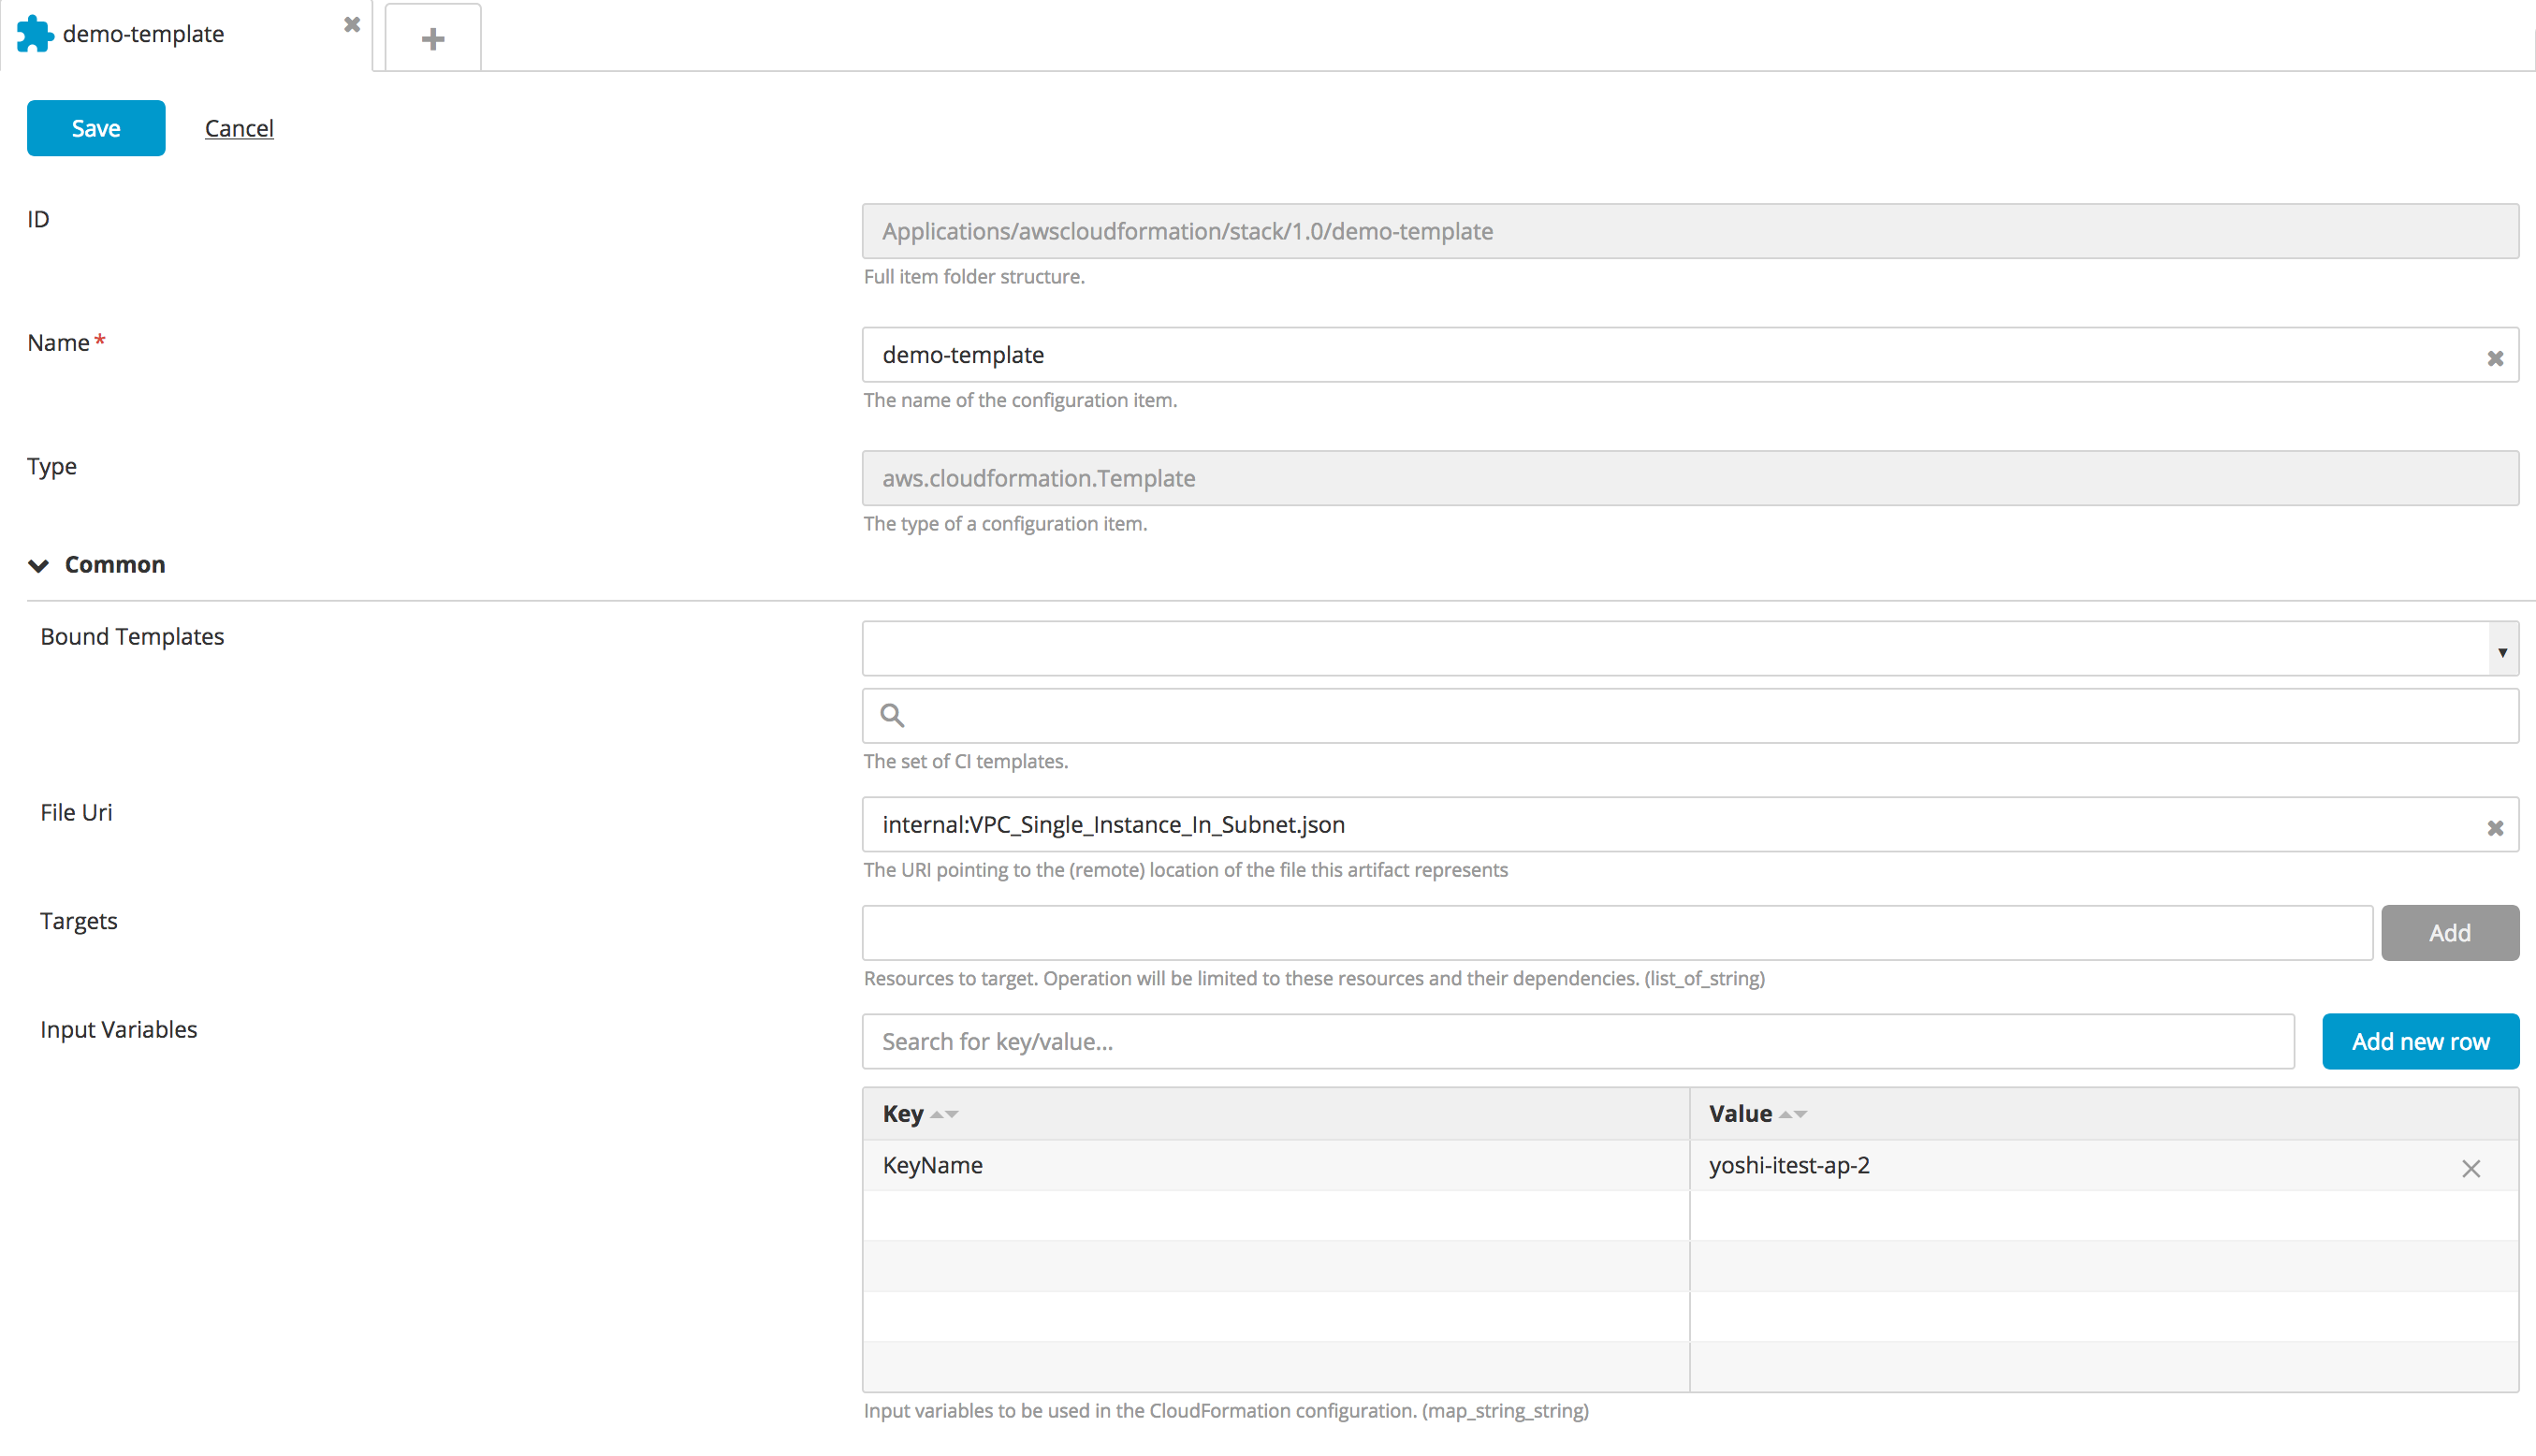 demo-template
Save Cancel
ID
Applications/awscloudformation/stack/1.0/demo-template
Full item folder structure.
Name*
demo-template
The name of the configuration item.
Type
aws.cloudformation.Template
The type of a configuration item.
Common
Bound Templates
The set of CI templates.
File Uri
internal:VPC_Single_Instance_In_Subnet.json
The URI pointing to the (remote) location of the file this artifact represents
Targets
Add
Resources to target. Operation will be limited to these resources and their dependencies. (list_of_string)
Input Variables
Search for key/value...
Add new row
Key Value
KeyName yoshi-itest-ap-2
Input variables to be used in the CloudFormation configuration. (map_string_string)